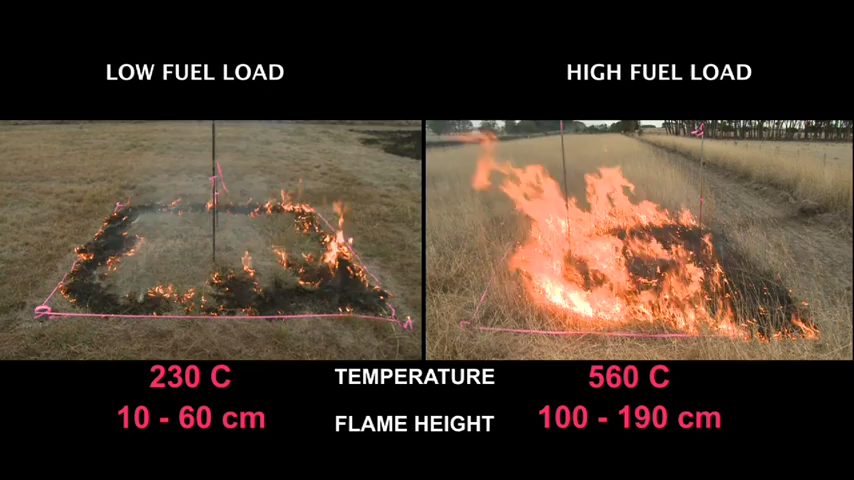 LOW FUEL LOAD
HIGH FUEL LOAD
230 C
TEMPERATURE
560 C
10 - 60 cm
FLAME HEIGHT
100 - 190 cm